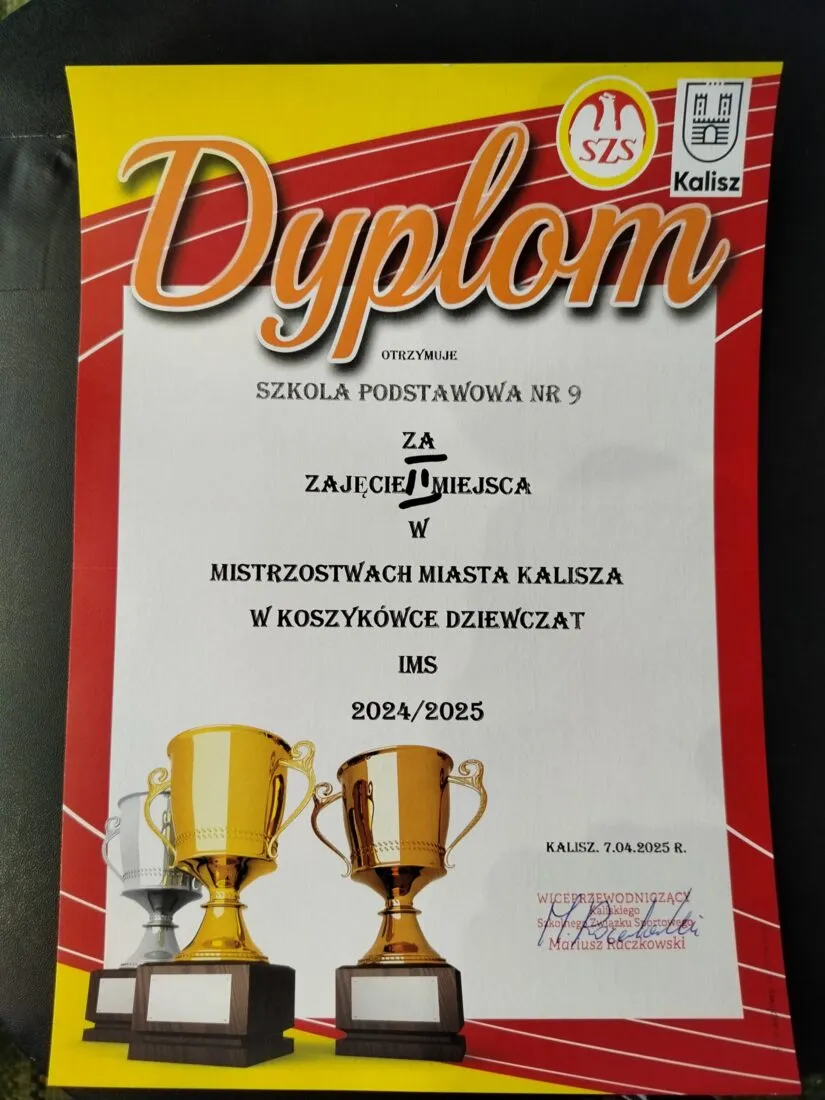 SZS
Kalisz
Dyplom
OTRZYMUJE
SZKOLA PODSTAWOWA NR 9
ZA
ZAJĘCIE II MIEJSCA
W
MISTRZOSTWACH MIASTA KALISZA
W KOSZYKÓWCE DZIEWCZAT
IMS
2024/2025
KALISZ. 7.04.2025 R.
WICEPRZEWODNICZĄCY
Kaliskiego
Szkolnego Związku Sportowego
Mariusz Raczkowski